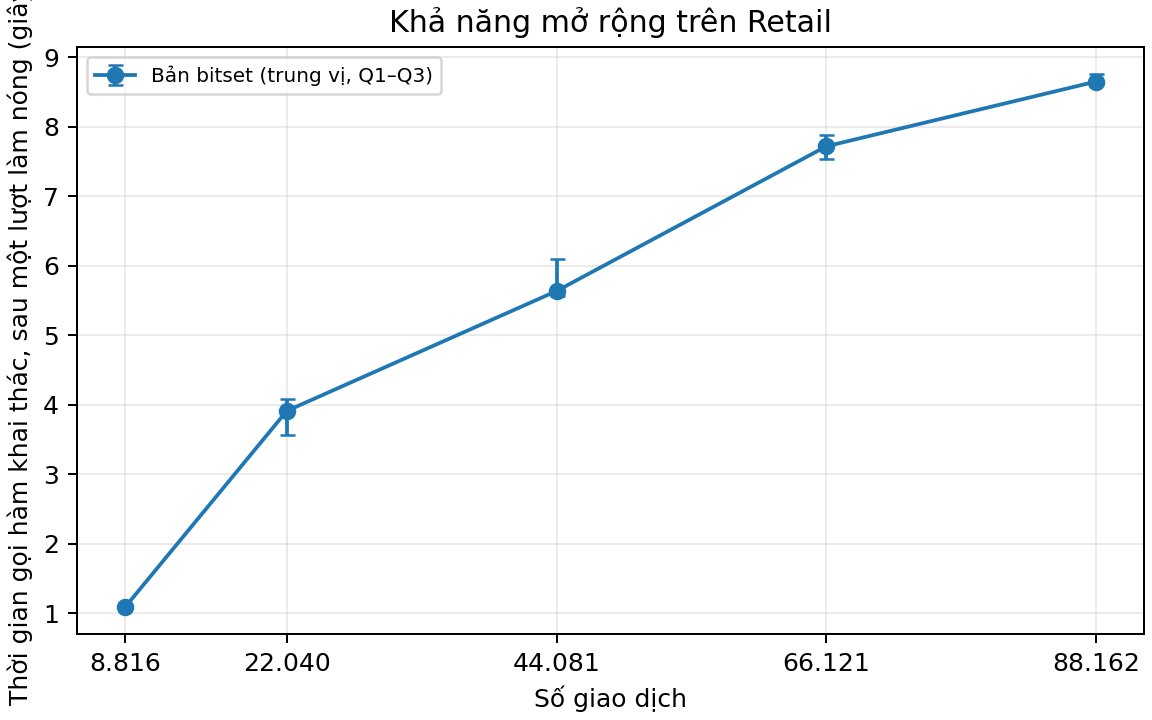 Khả năng mở rộng trên Retail
Bản bitset (trung vị, Q1–Q3)
Thời gian gọi hàm khai thác, sau một lượt làm nóng (giây
9
8
7
6
5
4
3
2
1
8.816 22.040 44.081 66.121 88.162
Số giao dịch